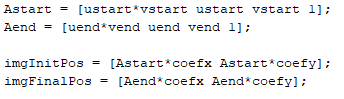 Astart = [ustart*vstart ustart vstart 1];
Aend = [uend*vend uend vend 1];
imgInitPos = [Astart*coefx Astart*coefy];
imgFinalPos = [Aend*coefx Aend*coefy];